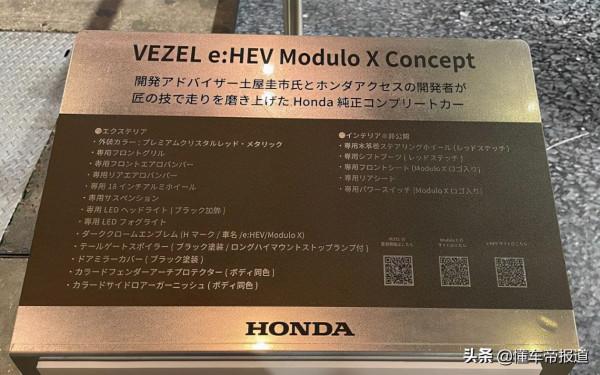 VEZEL e:HEV Modulo X Concept
開発アドバイザー土屋圭市氏とホンダアクセスの開発者が
匠の技で走りを磨き上げた Honda 純正コンプリートカー
●エクステリア
・外装カラー：プレミアムクリスタルレッド・メタリック
・専用フロントグリル
・専用フロントエアロバンパー
・専用リアエアロバンパー
・専用 18 インチアルミホイール
・専用サスペンション
・専用 LED ヘッドライト ( ブラック加飾 )
・専用 LED フォグライト
・ダーククロームエンブレム (H マーク / 車名 /e:HEV/Modulo X)
・テールゲートスポイラー ( ブラック塗装 / ロングハイマウントストップランプ付 )
・ドアミラーカバー ( ブラック塗装 )
・カラードフェンダーアーチプロテクター ( ボディ同色 )
・カラードサイドロアーガーニッシュ ( ボディ同色 )
●インテリア※非公開
・専用本革巻ステアリングホイール ( レッドステッチ )
・専用シフトブーツ ( レッドステッチ )
・専用フロントシート (Modulo X ロゴ入り )
・専用リアシート
・専用パワースイッチ (Modulo X ロゴ入り )
HONDA
头条 @懂车帝报道